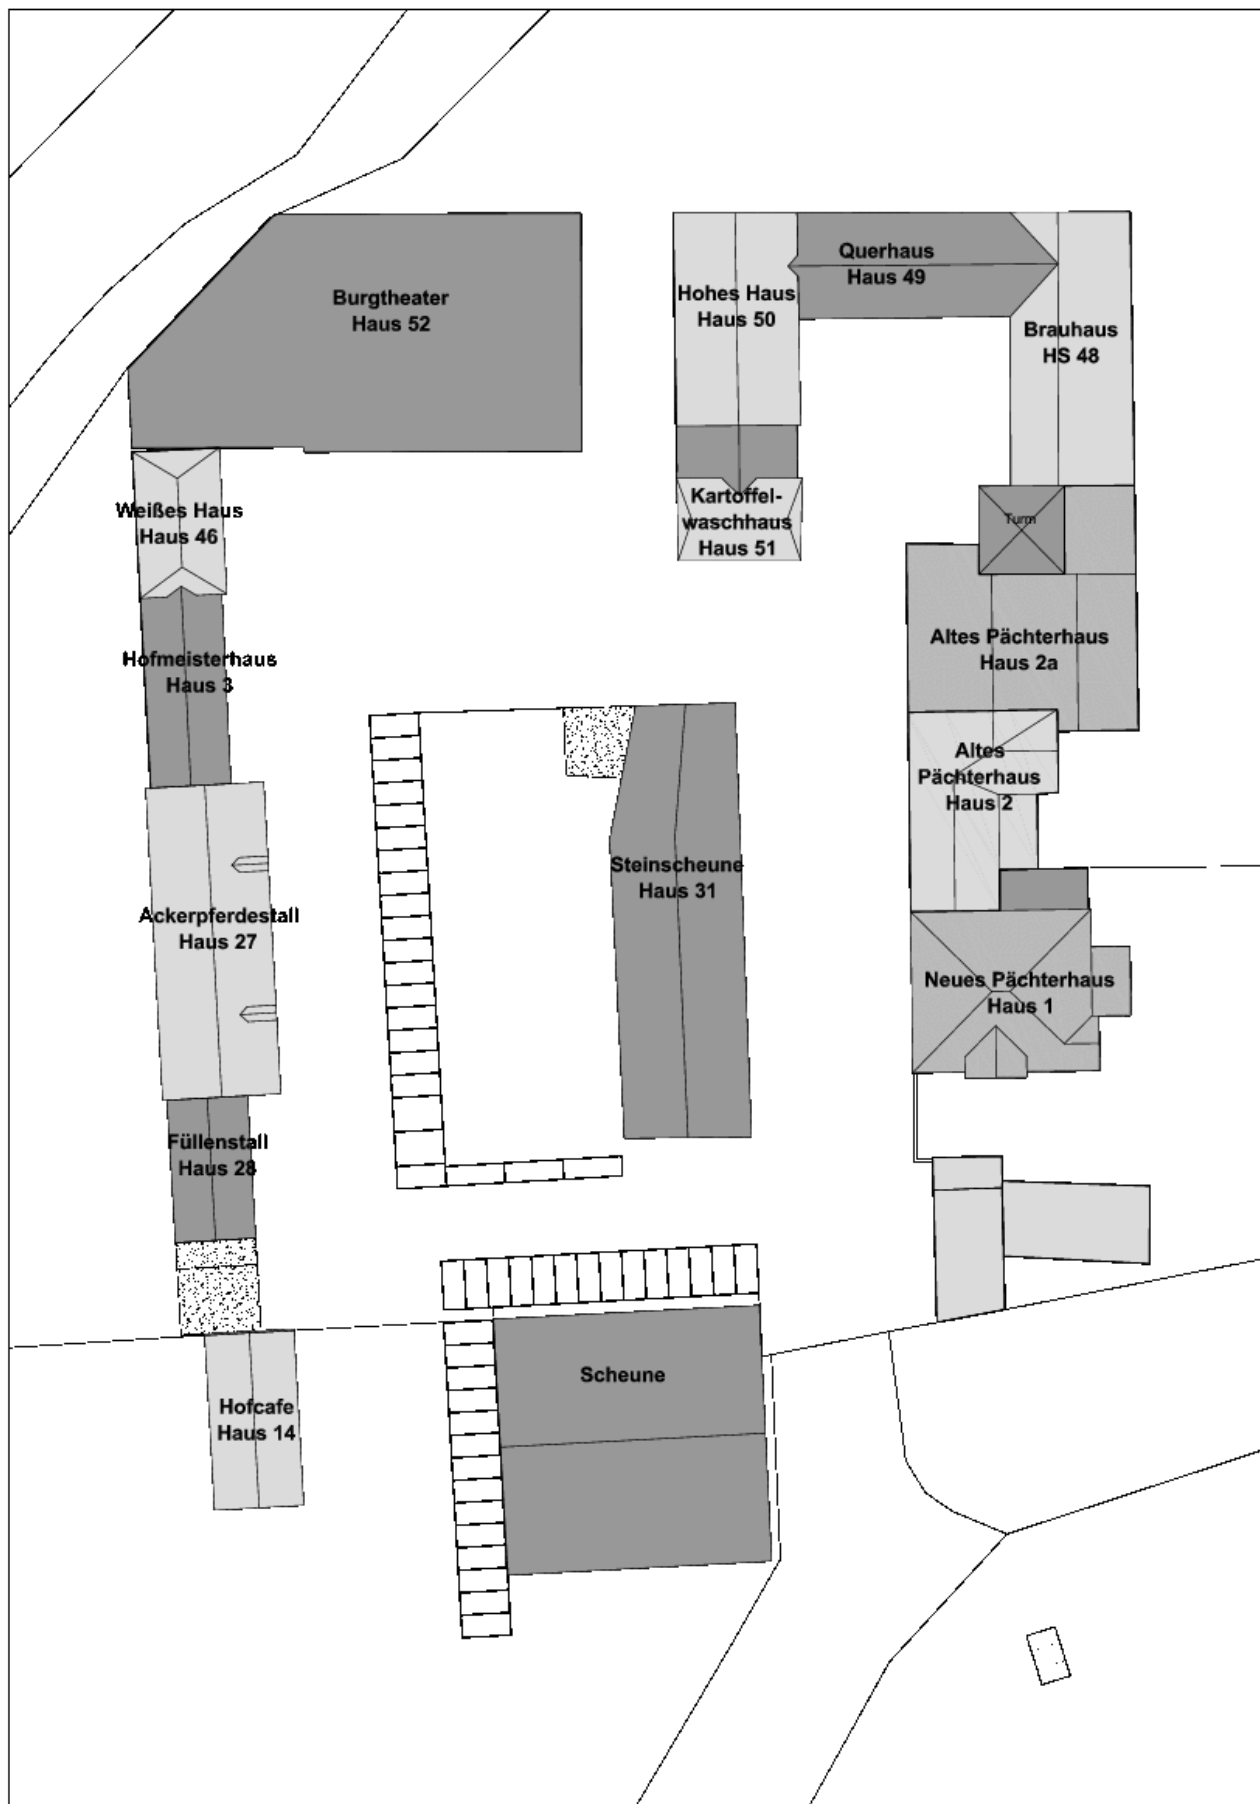 Burgtheater
Haus 52
Hohes Haus
Haus 50
Querhaus
Haus 49
Brauhaus
HS 48
Weißes Haus
Haus 46
Kartoffel-
waschhaus
Haus 51
Turm
Hofmeisterhaus
Haus 3
Altes Pächterhaus
Haus 2a
Altes
Pächterhaus
Haus 2
Steinscheune
Haus 31
Ackerpferdestall
Haus 27
Neues Pächterhaus
Haus 1
Füllenstall
Haus 28
Scheune
Hofcafe
Haus 14